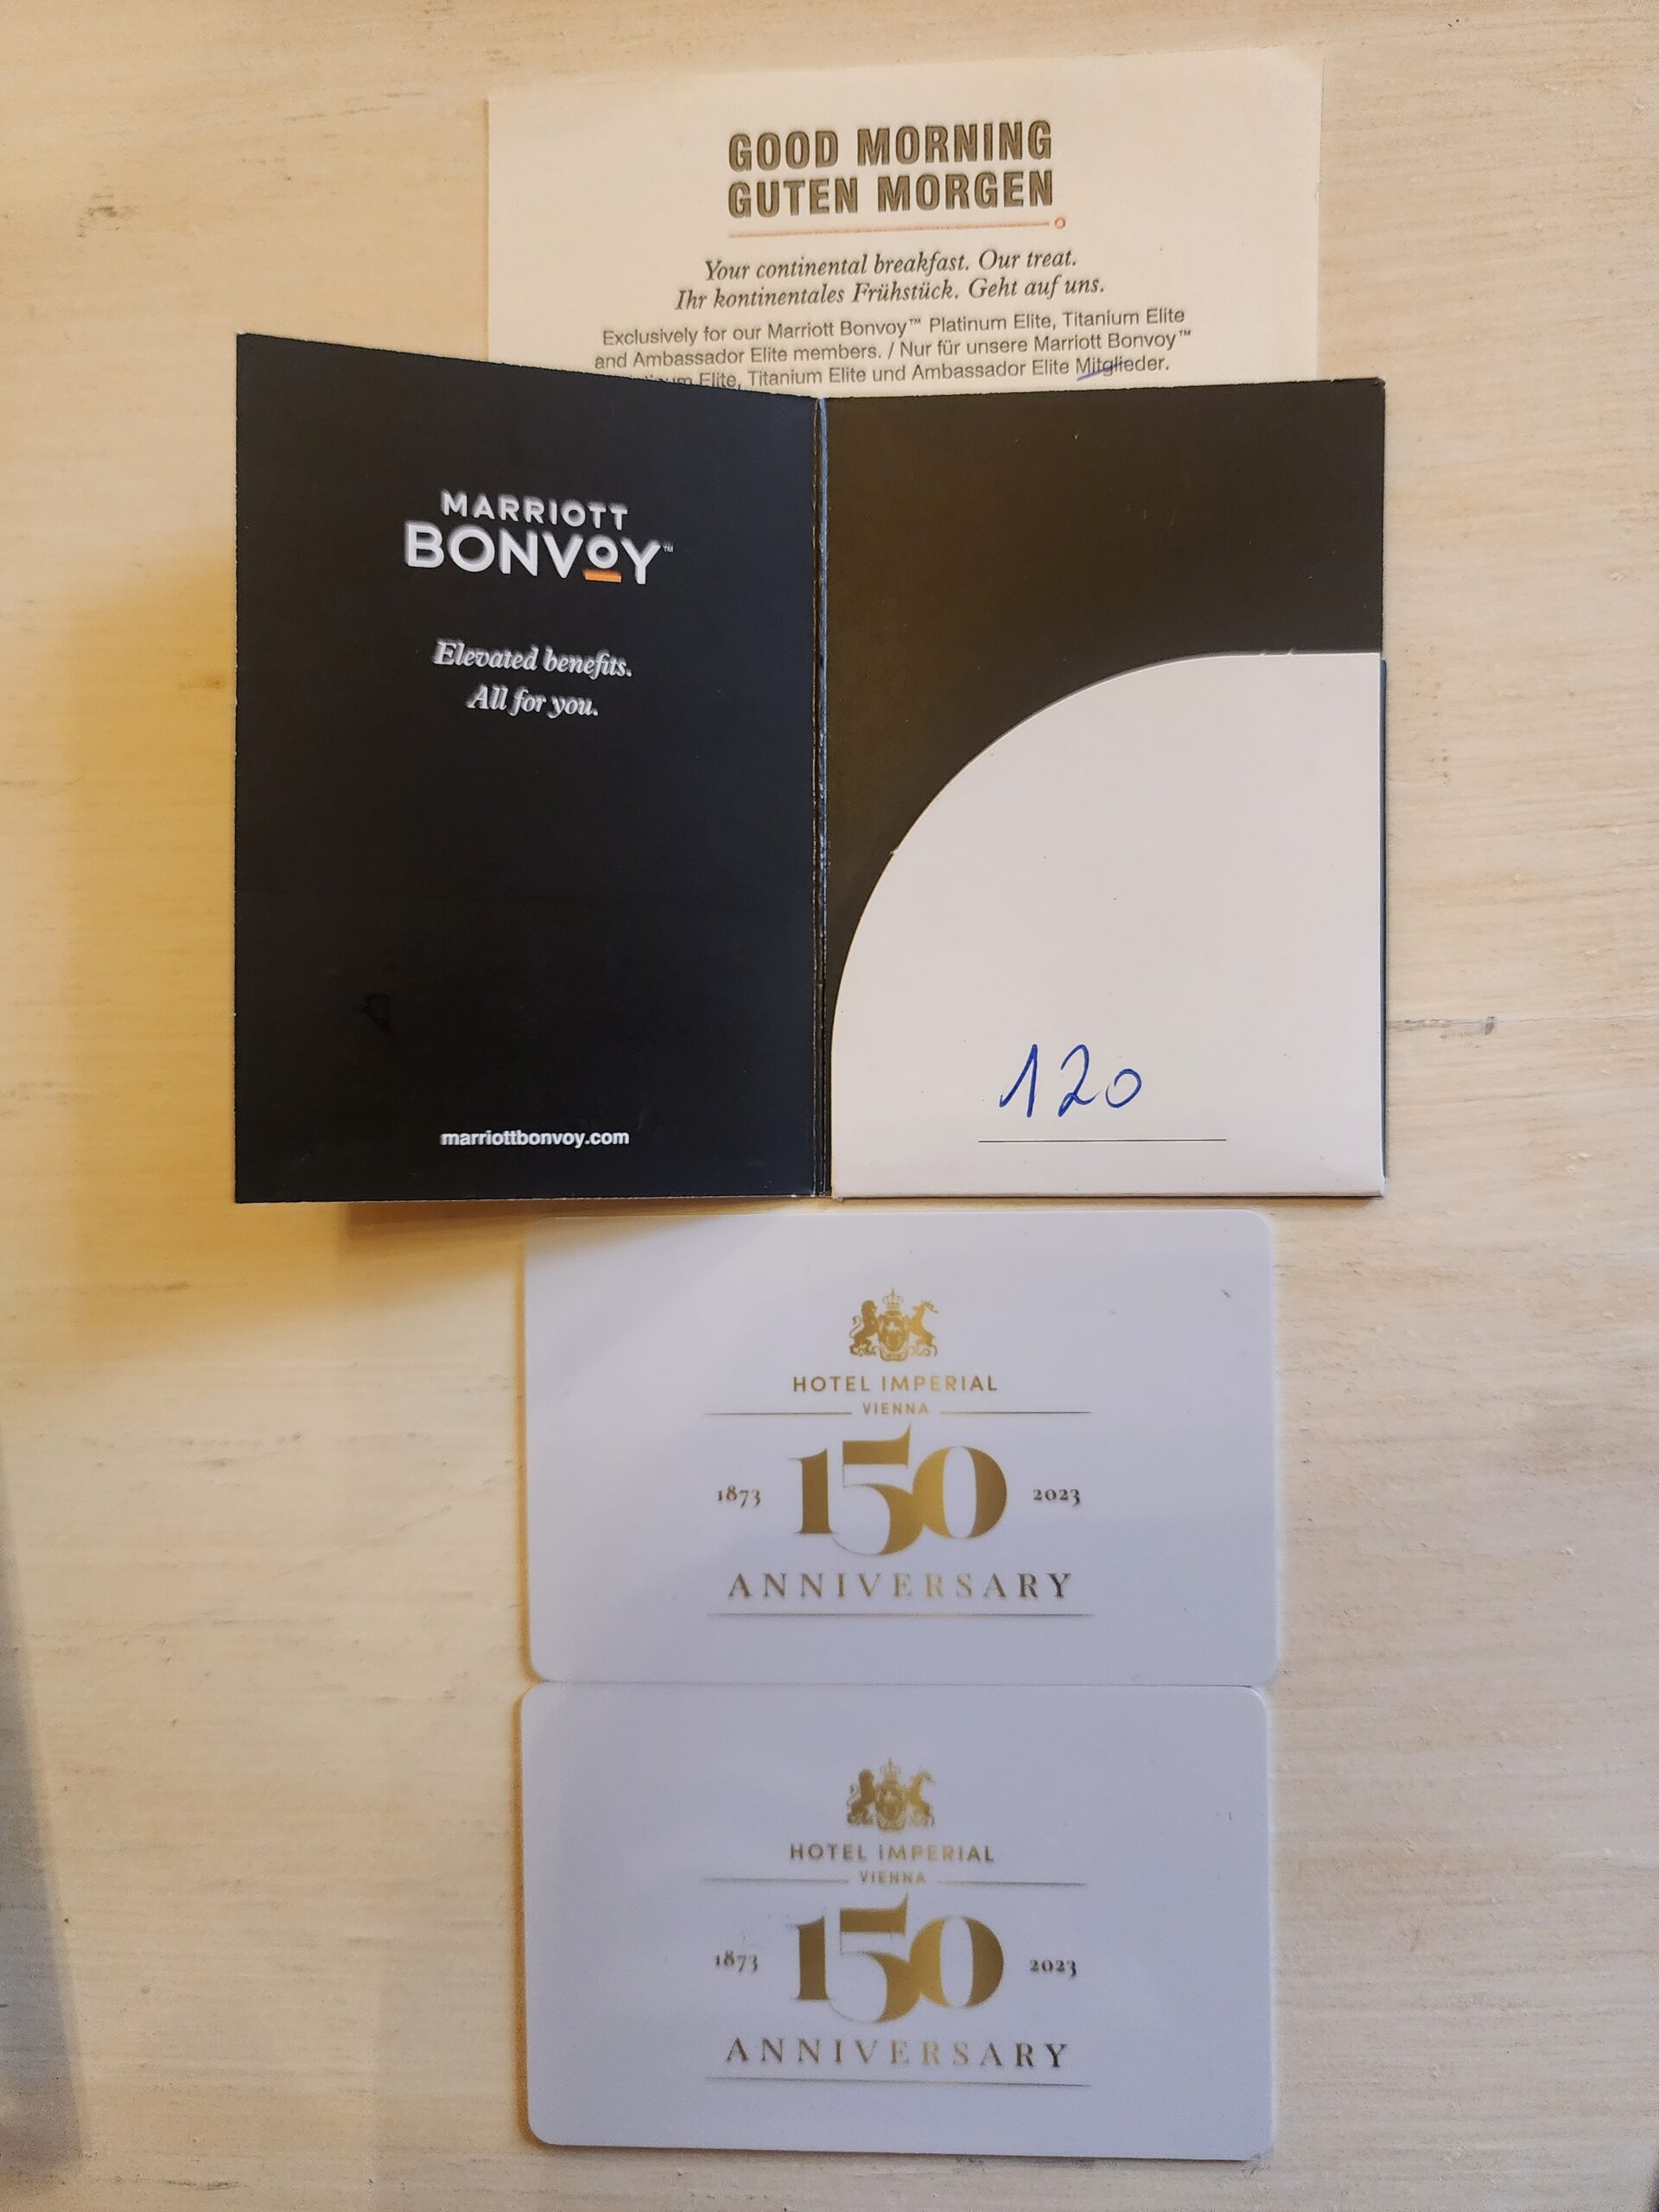 GOOD MORNING
GUTEN MORGEN
Your continental breakfast. Our treat.
Ihr kontinentales Frühstück. Geht auf uns.
Exclusively for our Marriott Bonvoy™ Platinum Elite, Titanium Elite
and Ambassador Elite members. / Nur für unsere Marriott Bonvoy™
Elite, Titanium Elite und Ambassador Elite Mitglieder.
MARRIOTT
BONVOY™
Elevated benefits.
All for you.
marriottbonvoy.com
120
HOTEL IMPERIAL
VIENNA
1873 150 2023
ANNIVERSARY
HOTEL IMPERIAL
VIENNA
1873 150 2023
ANNIVERSARY